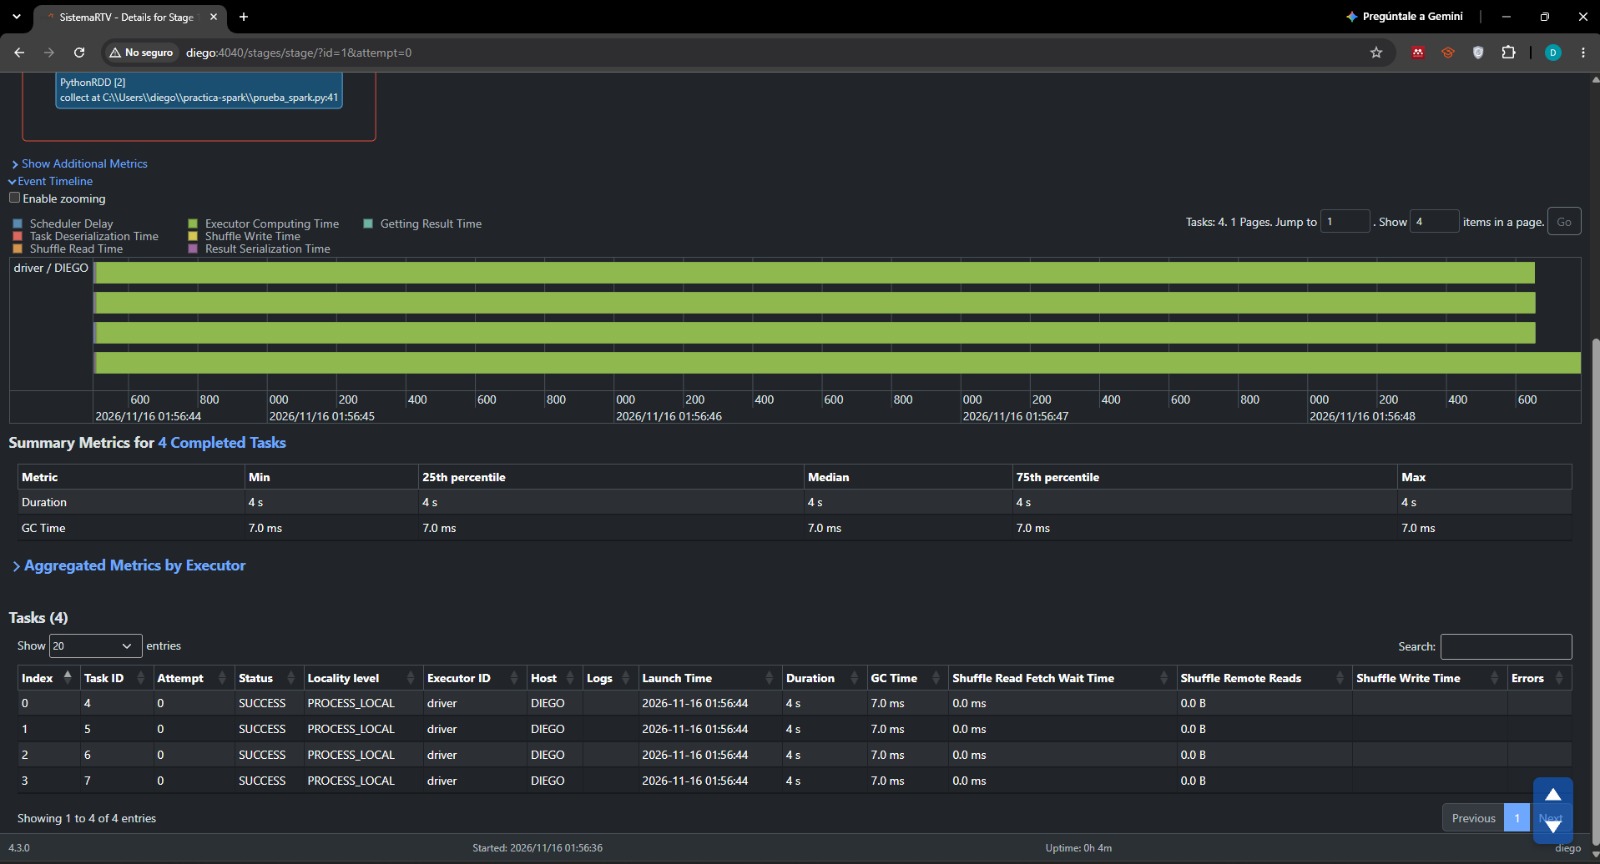 SistemaRTV - Details for Stage
Pregúntale a Gemini
No seguro
diego:4040/stages/stage/?id=1&attempt=0
D
PythonRDD [2]
collect at C:\\Users\\diego\\practica-spark\\prueba_spark.py:41
Show Additional Metrics
Event Timeline
Enable zooming
Scheduler Delay Executor Computing Time Getting Result Time
Task Deserialization Time Shuffle Write Time
Shuffle Read Time Result Serialization Time
Tasks: 4. 1 Pages. Jump to 1 . Show 4 items in a page. Go
driver / DIEGO
600 800 000 200 400 600 800 000 200 400 600 800 000 200 400 600 800 000 200 400 600
2026/11/16 01:56:44 2026/11/16 01:56:45 2026/11/16 01:56:46 2026/11/16 01:56:47 2026/11/16 01:56:48
Summary Metrics for 4 Completed Tasks
Metric Min 25th percentile Median 75th percentile Max
Duration 4 s 4 s 4 s 4 s 4 s
GC Time 7.0 ms 7.0 ms 7.0 ms 7.0 ms 7.0 ms
Aggregated Metrics by Executor
Tasks (4)
Show 20 entries
Search:
Index Task ID Attempt Status Locality level Executor ID Host Logs Launch Time Duration GC Time Shuffle Read Fetch Wait Time Shuffle Remote Reads Shuffle Write Time Errors
0 4 0 SUCCESS PROCESS_LOCAL driver DIEGO 2026-11-16 01:56:44 4 s 7.0 ms 0.0 ms 0.0 B
1 5 0 SUCCESS PROCESS_LOCAL driver DIEGO 2026-11-16 01:56:44 4 s 7.0 ms 0.0 ms 0.0 B
2 6 0 SUCCESS PROCESS_LOCAL driver DIEGO 2026-11-16 01:56:44 4 s 7.0 ms 0.0 ms 0.0 B
3 7 0 SUCCESS PROCESS_LOCAL driver DIEGO 2026-11-16 01:56:44 4 s 7.0 ms 0.0 ms 0.0 B
Showing 1 to 4 of 4 entries
Previous 1 Next
4.3.0 Started: 2026/11/16 01:56:36 Uptime: 0h 4m diego